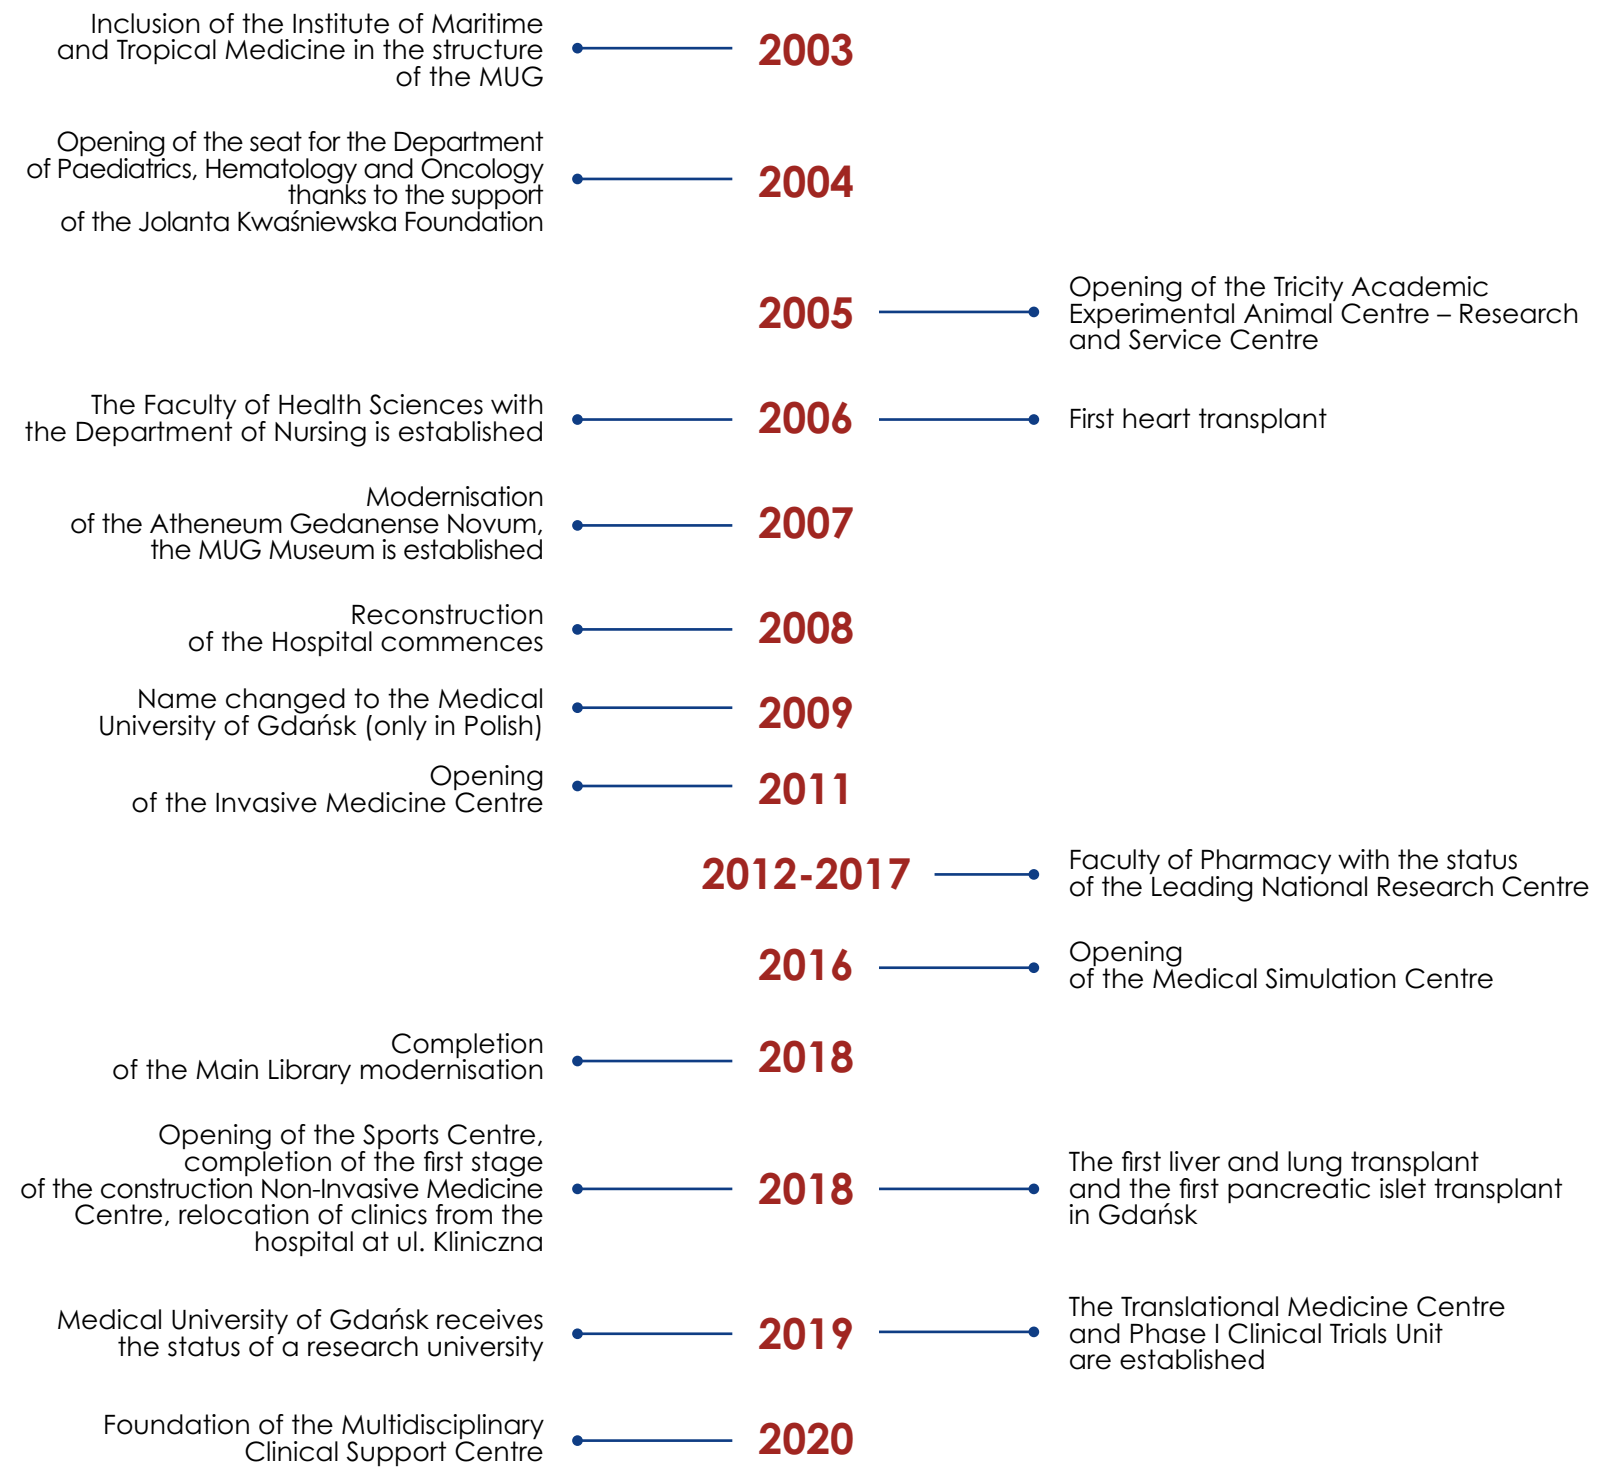 Inclusion of the Institute of Maritime
and Tropical Medicine in the structure
of the MUG
2003
Opening of the seat for the Department
of Paediatrics, Hematology and Oncology
thanks to the support
of the Jolanta Kwaśniewska Foundation
2004
2005
Opening of the Tricity Academic
Experimental Animal Centre – Research
and Service Centre
The Faculty of Health Sciences with
the Department of Nursing is established
2006
First heart transplant
Modernisation
of the Atheneum Gedanense Novum,
the MUG Museum is established
2007
Reconstruction
of the Hospital commences
2008
Name changed to the Medical
University of Gdańsk (only in Polish)
2009
Opening
of the Invasive Medicine Centre
2011
2012-2017
Faculty of Pharmacy with the status
of the Leading National Research Centre
2016
Opening
of the Medical Simulation Centre
Completion
of the Main Library modernisation
2018
Opening of the Sports Centre,
completion of the first stage
of the construction Non-Invasive Medicine
Centre, relocation of clinics from the
hospital at ul. Kliniczna
2018
The first liver and lung transplant
and the first pancreatic islet transplant
in Gdańsk
Medical University of Gdańsk receives
the status of a research university
2019
The Translational Medicine Centre
and Phase I Clinical Trials Unit
are established
Foundation of the Multidisciplinary
Clinical Support Centre
2020